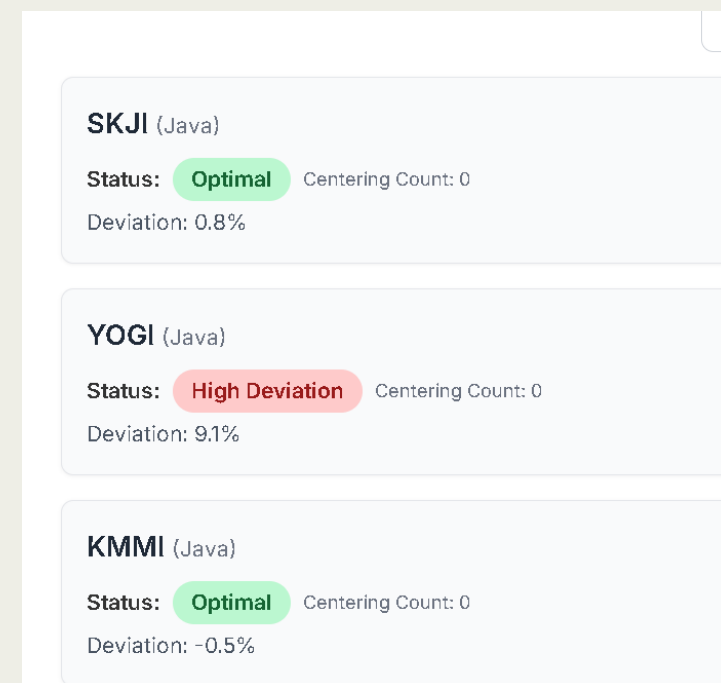 SKJI (Java)
Status: Optimal Centering Count: 0
Deviation: 0.8%
YOGI (Java)
Status: High Deviation Centering Count: 0
Deviation: 9.1%
KMMI (Java)
Status: Optimal Centering Count: 0
Deviation: -0.5%